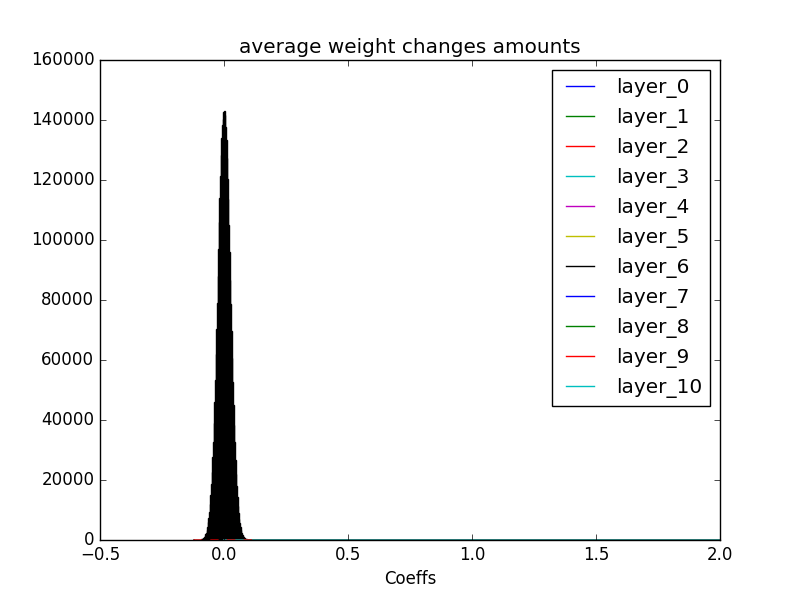 average weight changes amounts
160000
140000
120000
100000
80000
60000
40000
20000
0
−0.5 0.0 0.5 1.0 1.5 2.0
Coeffs
layer_0
layer_1
layer_2
layer_3
layer_4
layer_5
layer_6
layer_7
layer_8
layer_9
layer_10